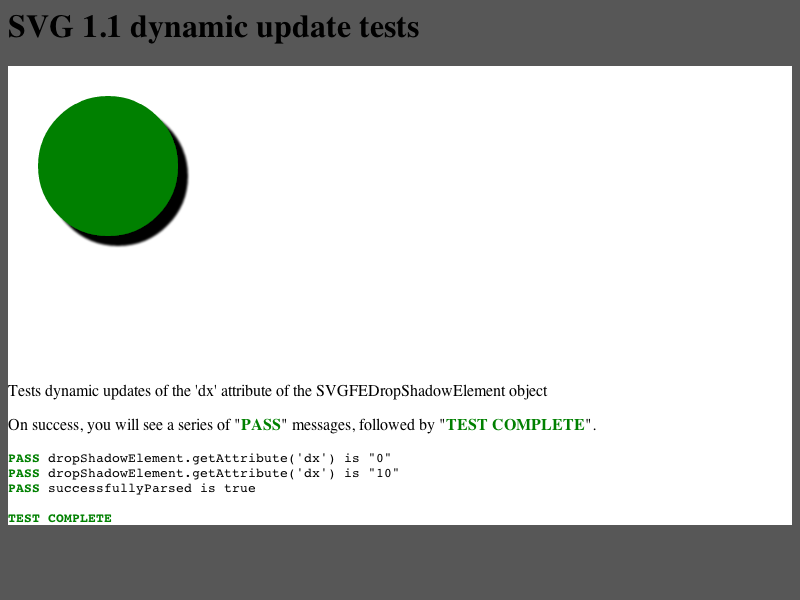 SVG 1.1 dynamic update tests
Tests dynamic updates of the 'dx' attribute of the SVGFEDropShadowElement object
On success, you will see a series of "PASS" messages, followed by "TEST COMPLETE".
PASS dropShadowElement.getAttribute('dx') is "0"
PASS dropShadowElement.getAttribute('dx') is "10"
PASS successfullyParsed is true
TEST COMPLETE